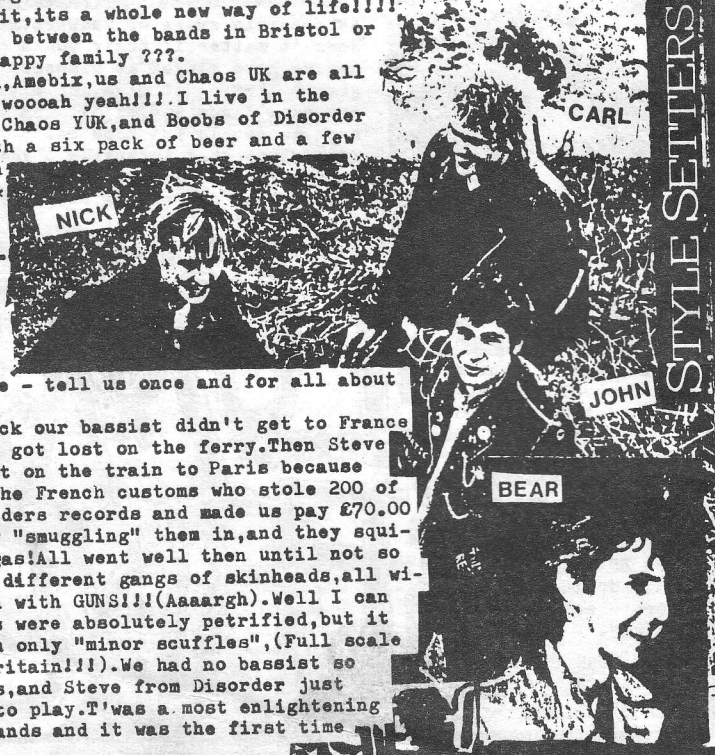 it,its a whole new way of life!!!!
between the bands in Bristol or
appy family ???.
.,Amebix,us and Chaos UK are all
woooah yeah!!!.I live in the
Chaos YUK,and Boobs of Disorder
h a six pack of beer and a few
CARL
NICK
STYLE SETTERS
e - tell us once and for all about
JOHN
ck our bassist didn't get to France
got lost on the ferry.Then Steve
t on the train to Paris because
he French customs who stole 200 of
ders records and made us pay £70.00
"smuggling" them in,and they squi-
gas!All went well then until not so
different gangs of skinheads,all wi-
with GUNS!!!(Aaaargh).Well I can
s were absolutely petrified,but it
n only "minor scuffles",(Full scale
ritain!!!).We had no bassist so
s,and Steve from Disorder just
to play.T'was a most enlightening
ands and it was the first time
BEAR